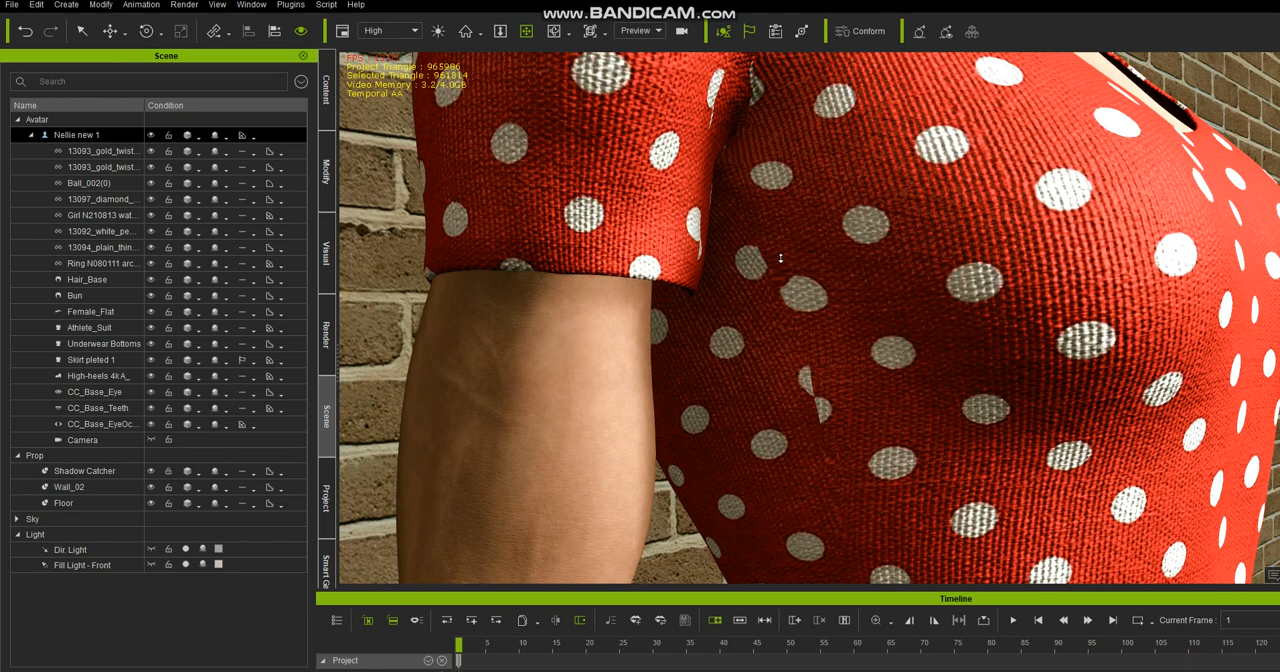 www.BANDICAM.com
File Edit Create Modify Animation Render View Window Plugins Script Help
High Preview Conform
Scene
Search
Name Condition
Avatar
Nellie new 1
13093_gold_twist...
13093_gold_twist...
Ball_002(0)
13097_diamond_...
Girl N210813 wat...
13092_white_pe...
13094_plain_thin...
Ring N080111 arc...
Hair_Base
Bun
Female_Flat
Athlete_Suit
Underwear Bottoms
Skirt pleted 1
High-heels 4kA_
CC_Base_Eye
CC_Base_Teeth
CC_Base_EyeOc...
Camera
Prop
Shadow Catcher
Wall_02
Floor
Sky
Light
Dir. Light
Fill Light - Front
Content
Modify
Visual
Render
Scene
Project
Smart Ga
Project Triangle : 965986
Selected Triangle : 961814
Video Memory : 3.2/4.0GB
Temporal AA
Timeline
Current Frame : 1
5 10 15 20 25 30 35 40 45 50 55 60 65 70 75 80 85 90 95 100 105 110 115 120
Project